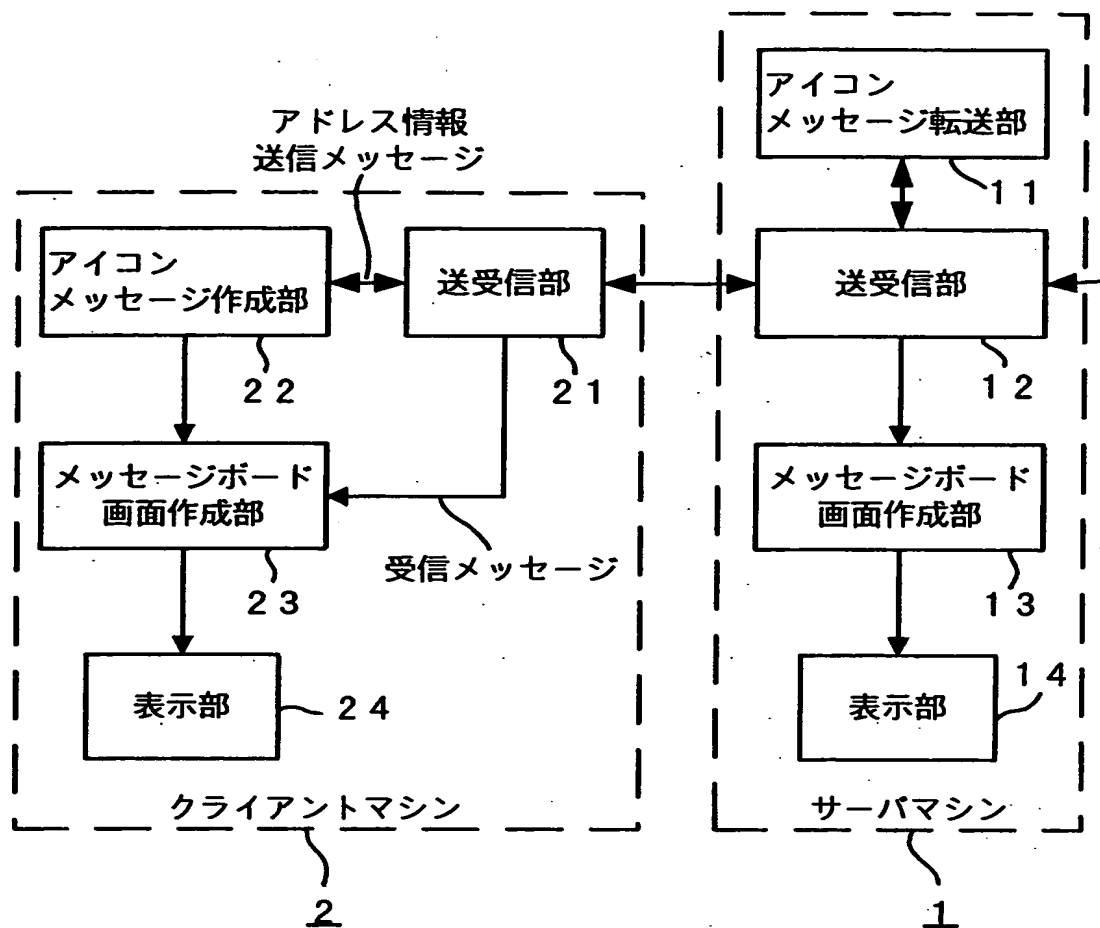 アドレス情報
送信メッセージ
アイコン
メッセージ作成部
22
送受信部
21
メッセージボード
画面作成部
23
受信メッセージ
表示部
24
クライアントマシン
2
アイコン
メッセージ転送部
11
送受信部
12
メッセージボード
画面作成部
13
表示部
14
サーバマシン
1